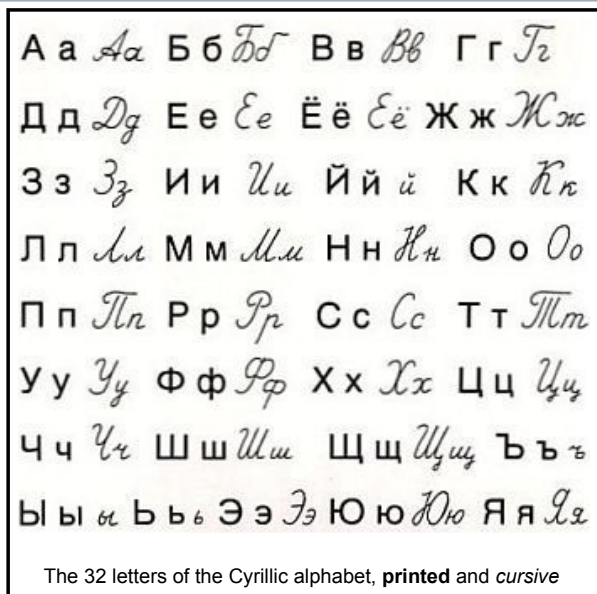 А а Аа Б б Бб В в Вв Г г Гг
Д д Дд Е е Ее Ё ё Её Ж ж Жж
З з Зз И и Ии Й й й К к Кк
Л л Лл М м Мм Н н Нн О о Оо
П п Пп Р р Рр С с Сс Т т Тт
У у Уу Ф ф Фф Х х Хх Ц ц Цц
Ч ч Чч Ш ш Шш Щ щ Щщ Ъ ъ ъ
Ы ы ы Ь ь ь Э э Ээ Ю ю Юю Я я Яя
The 32 letters of the Cyrillic alphabet, printed and cursive